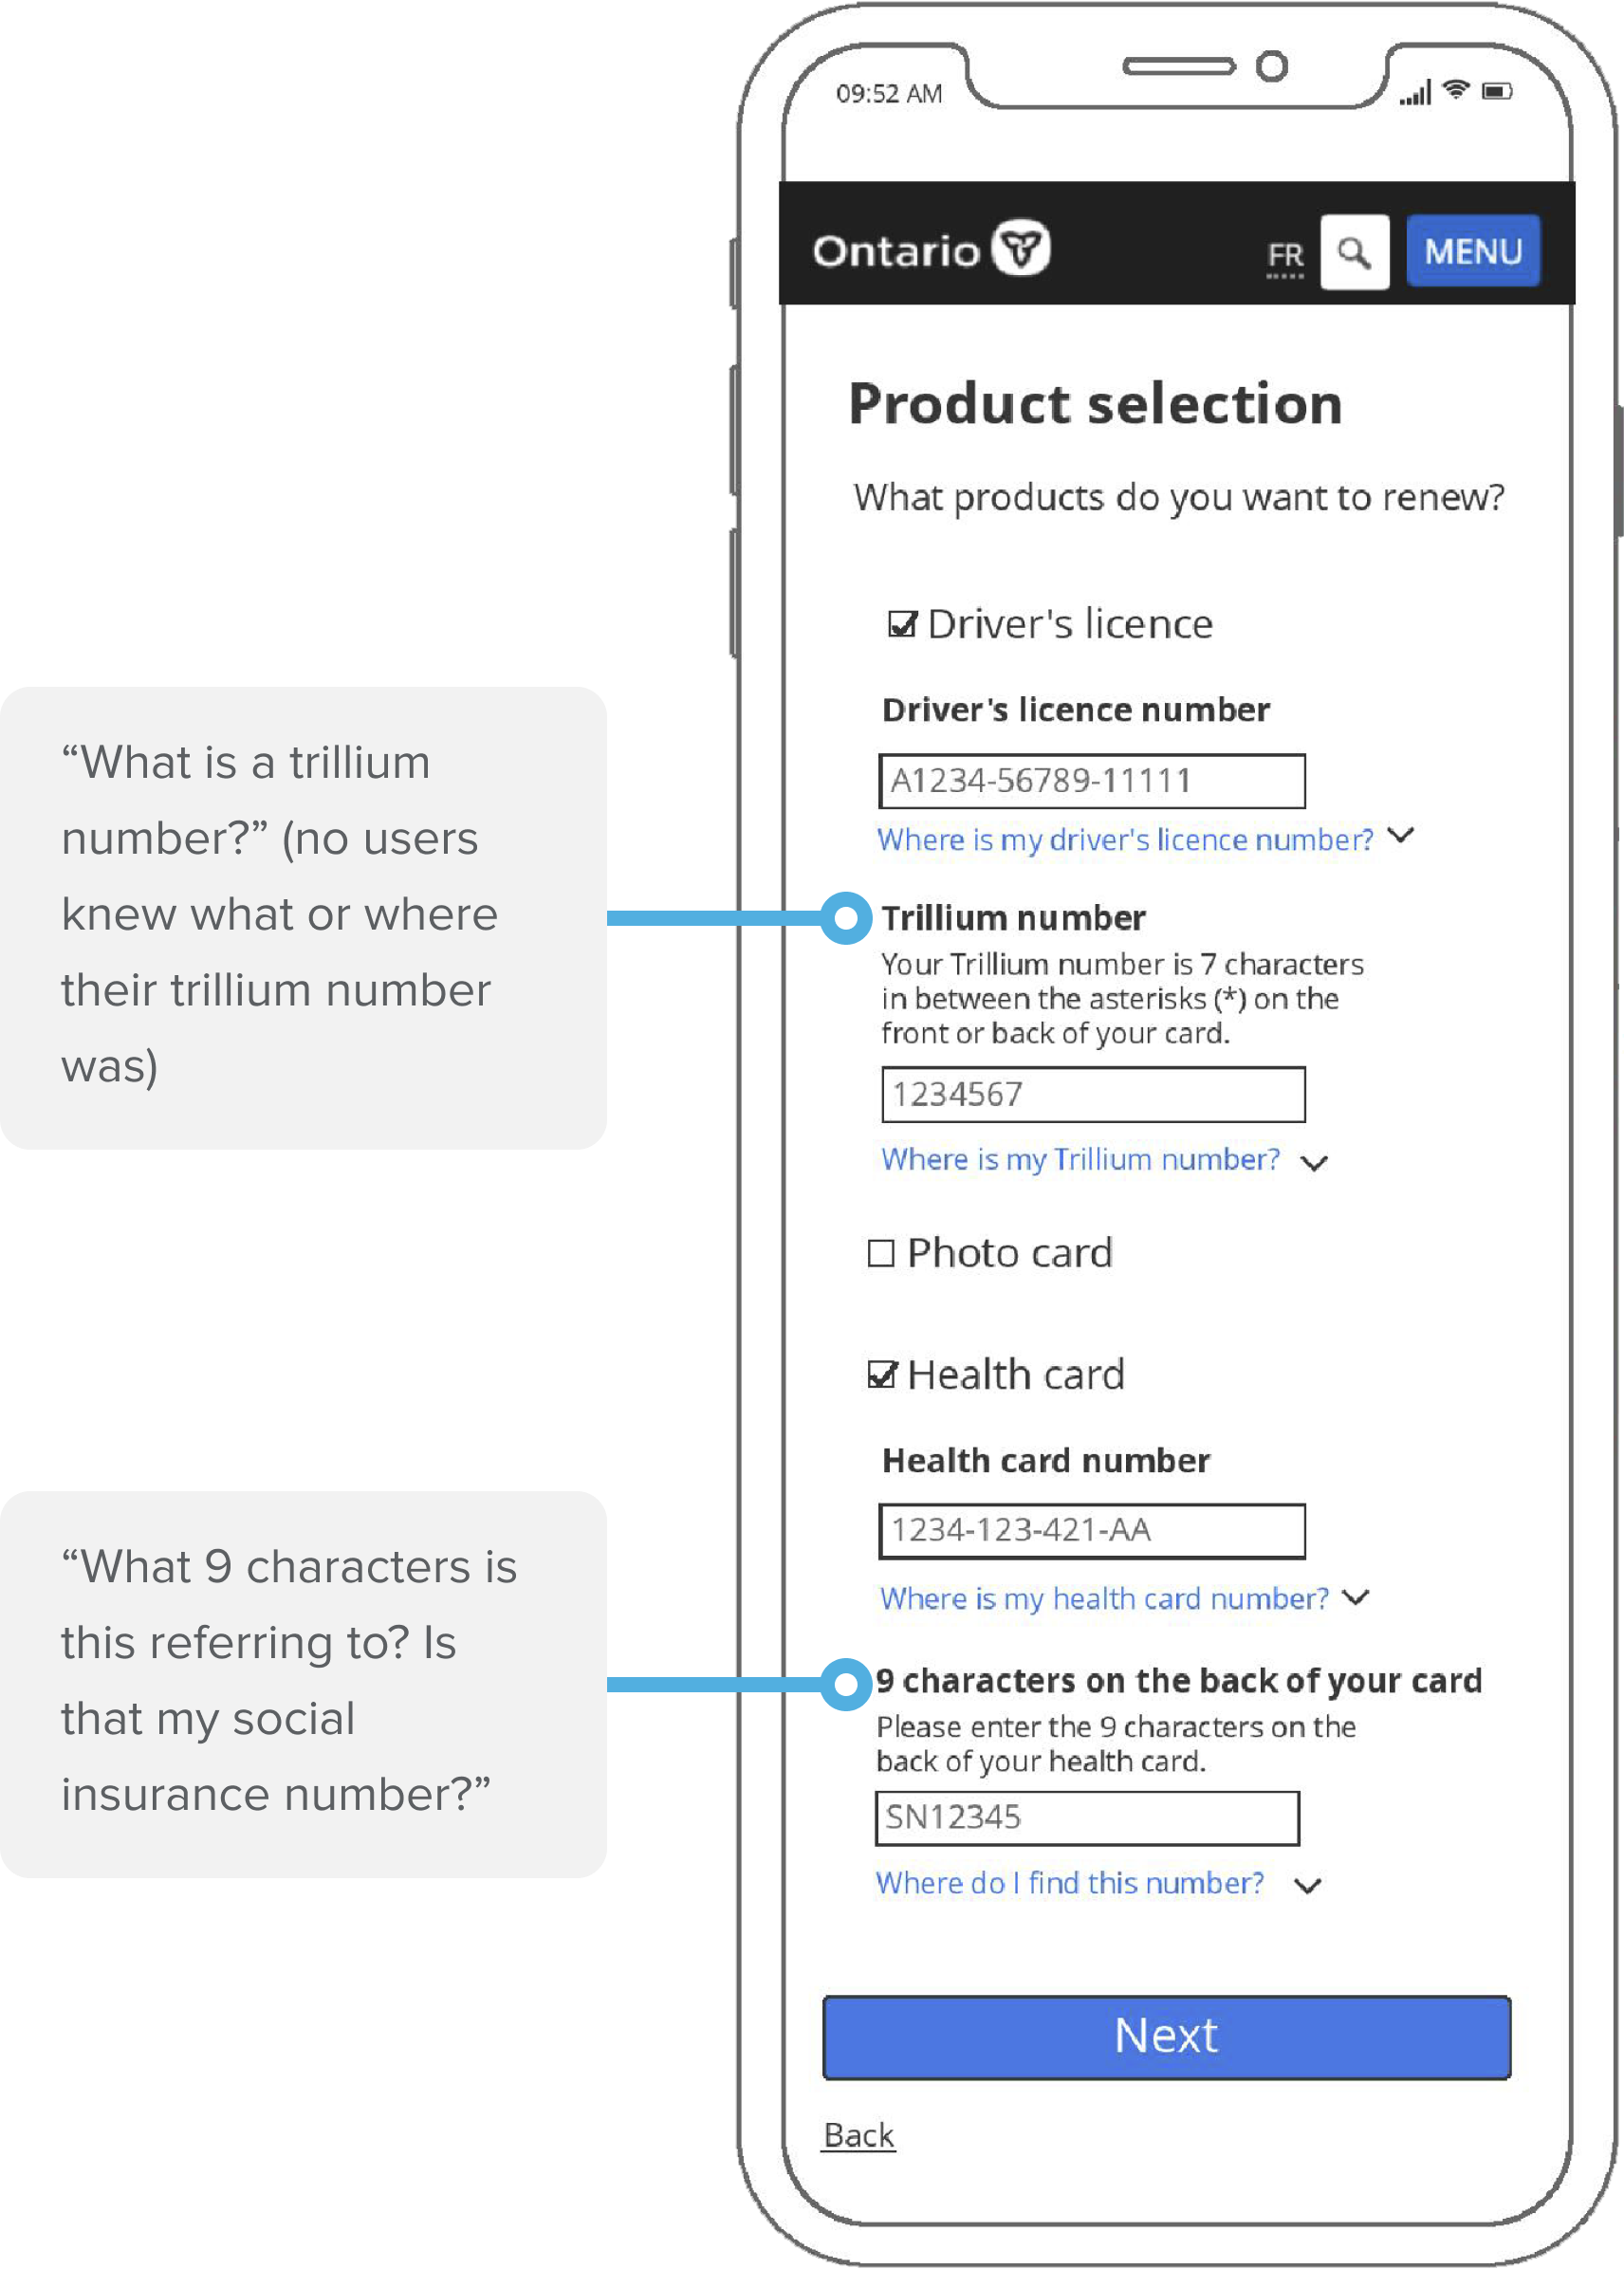 09:52 AM
Ontario
FR
MENU
Product selection
What products do you want to renew?
Driver's licence
Driver's licence number
A1234-56789-11111
Where is my driver's licence number?
“What is a trillium
number?” (no users
knew what or where
their trillium number
was)
Trillium number
Your Trillium number is 7 characters
in between the asterisks (*) on the
front or back of your card.
1234567
Where is my Trillium number?
Photo card
Health card
Health card number
1234-123-421-AA
Where is my health card number?
“What 9 characters is
this referring to? Is
that my social
insurance number?”
9 characters on the back of your card
Please enter the 9 characters on the
back of your health card.
SN12345
Where do I find this number?
Next
Back